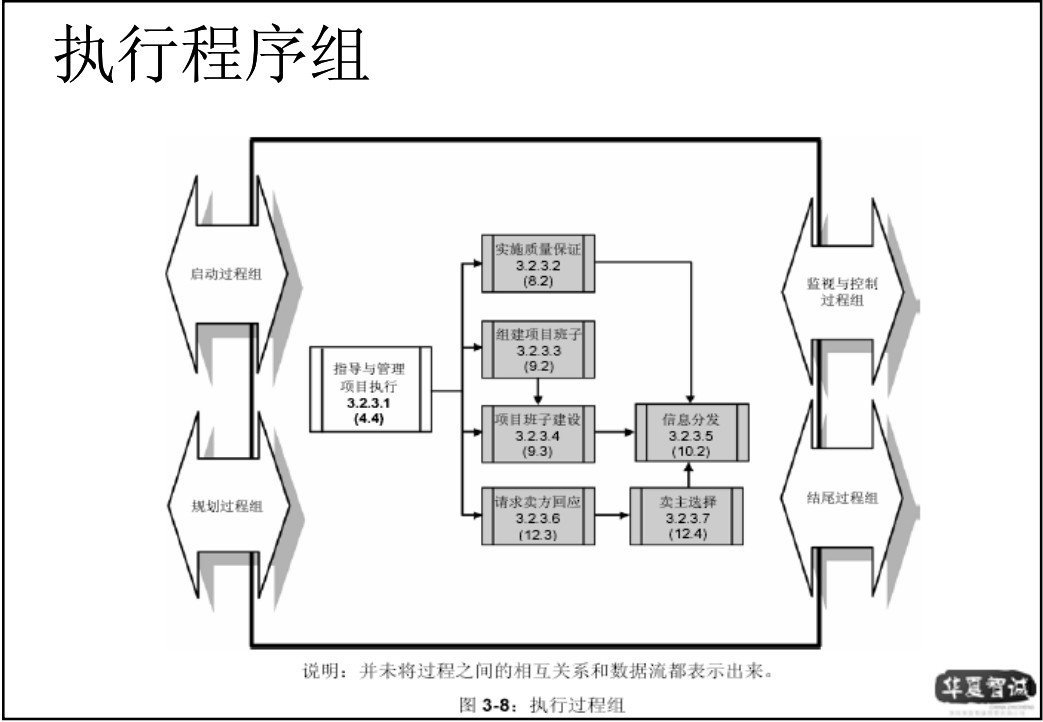 执行程序组
启动过程组
规划过程组
指导与管理
项目执行
3.2.3.1
(4.4)
实施质量保证
3.2.3.2
(8.2)
组建项目班子
3.2.3.3
(9.2)
项目班子建设
3.2.3.4
(9.3)
请求卖方回应
3.2.3.6
(12.3)
信息分发
3.2.3.5
(10.2)
卖主选择
3.2.3.7
(12.4)
监视与控制
过程组
结尾过程组
说明：并未将过程之间的相互关系和数据流都表示出来。
图 3-8：执行过程组
华夏智诚